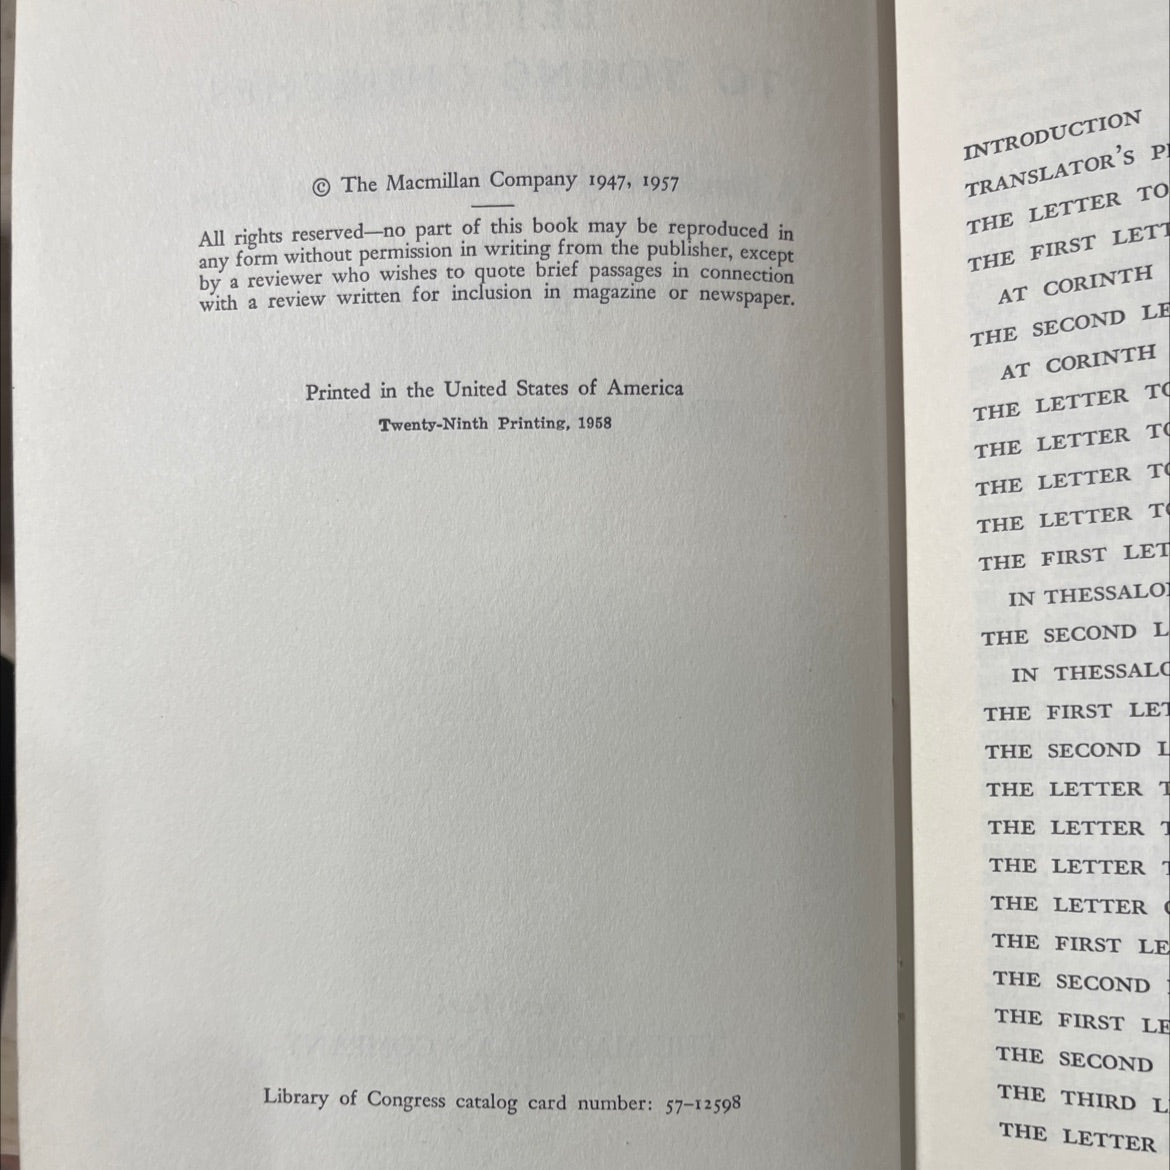 © The Macmillan Company 1947, 1957
All rights reserved—no part of this book may be reproduced in
any form without permission in writing from the publisher, except
by a reviewer who wishes to quote brief passages in connection
with a review written for inclusion in magazine or newspaper.
Printed in the United States of America
Twenty-Ninth Printing, 1958
Library of Congress catalog card number: 57–12598
INTRODUCTION
TRANSLATOR'S
THE LETTER TO
THE FIRST
AT CORINTH
THE SECOND
AT CORINTH
THE LETTER TO
THE LETTER TO
THE LETTER TO
THE LETTER TO
THE FIRST
IN
THE SECOND
IN
THE FIRST
THE SECOND
THE LETTER
THE LETTER
THE LETTER
THE LETTER
THE FIRST
THE SECOND
THE FIRST
THE SECOND
THE THIRD
THE LETTER